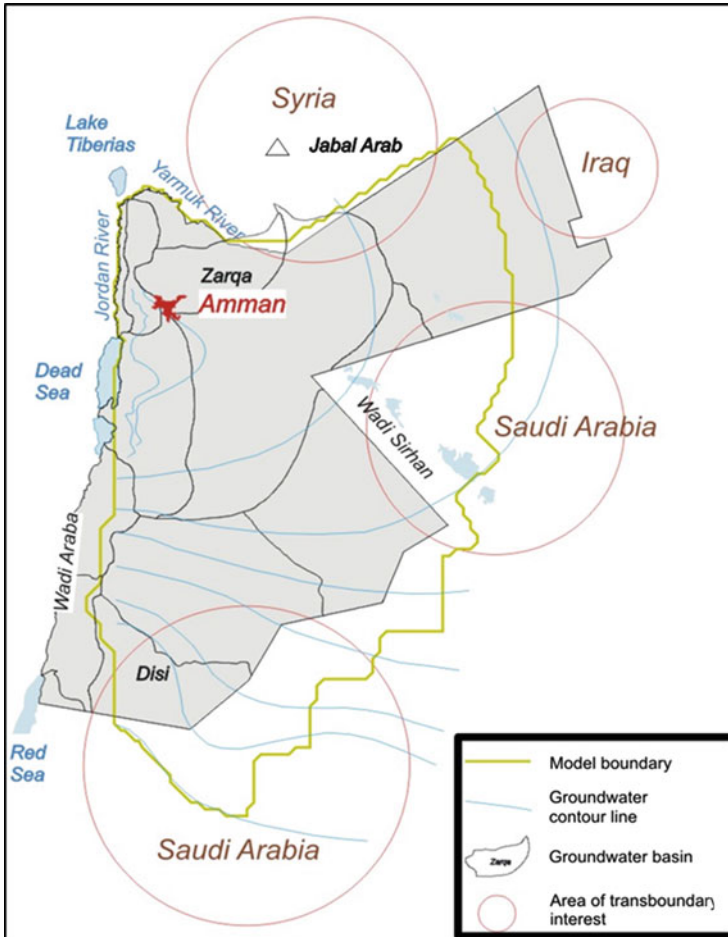 Syria
Lake
Tiberias
Jabal Arab
Iraq
Yarmuk River
Jordan River
Zarqa
Amman
Dead
Sea
Wadi Sirhan
Saudi Arabia
Wadi Araba
Disi
Red
Sea
Saudi Arabia
Model boundary
Groundwater
contour line
Zarqa
Groundwater basin
Area of transboundary
interest